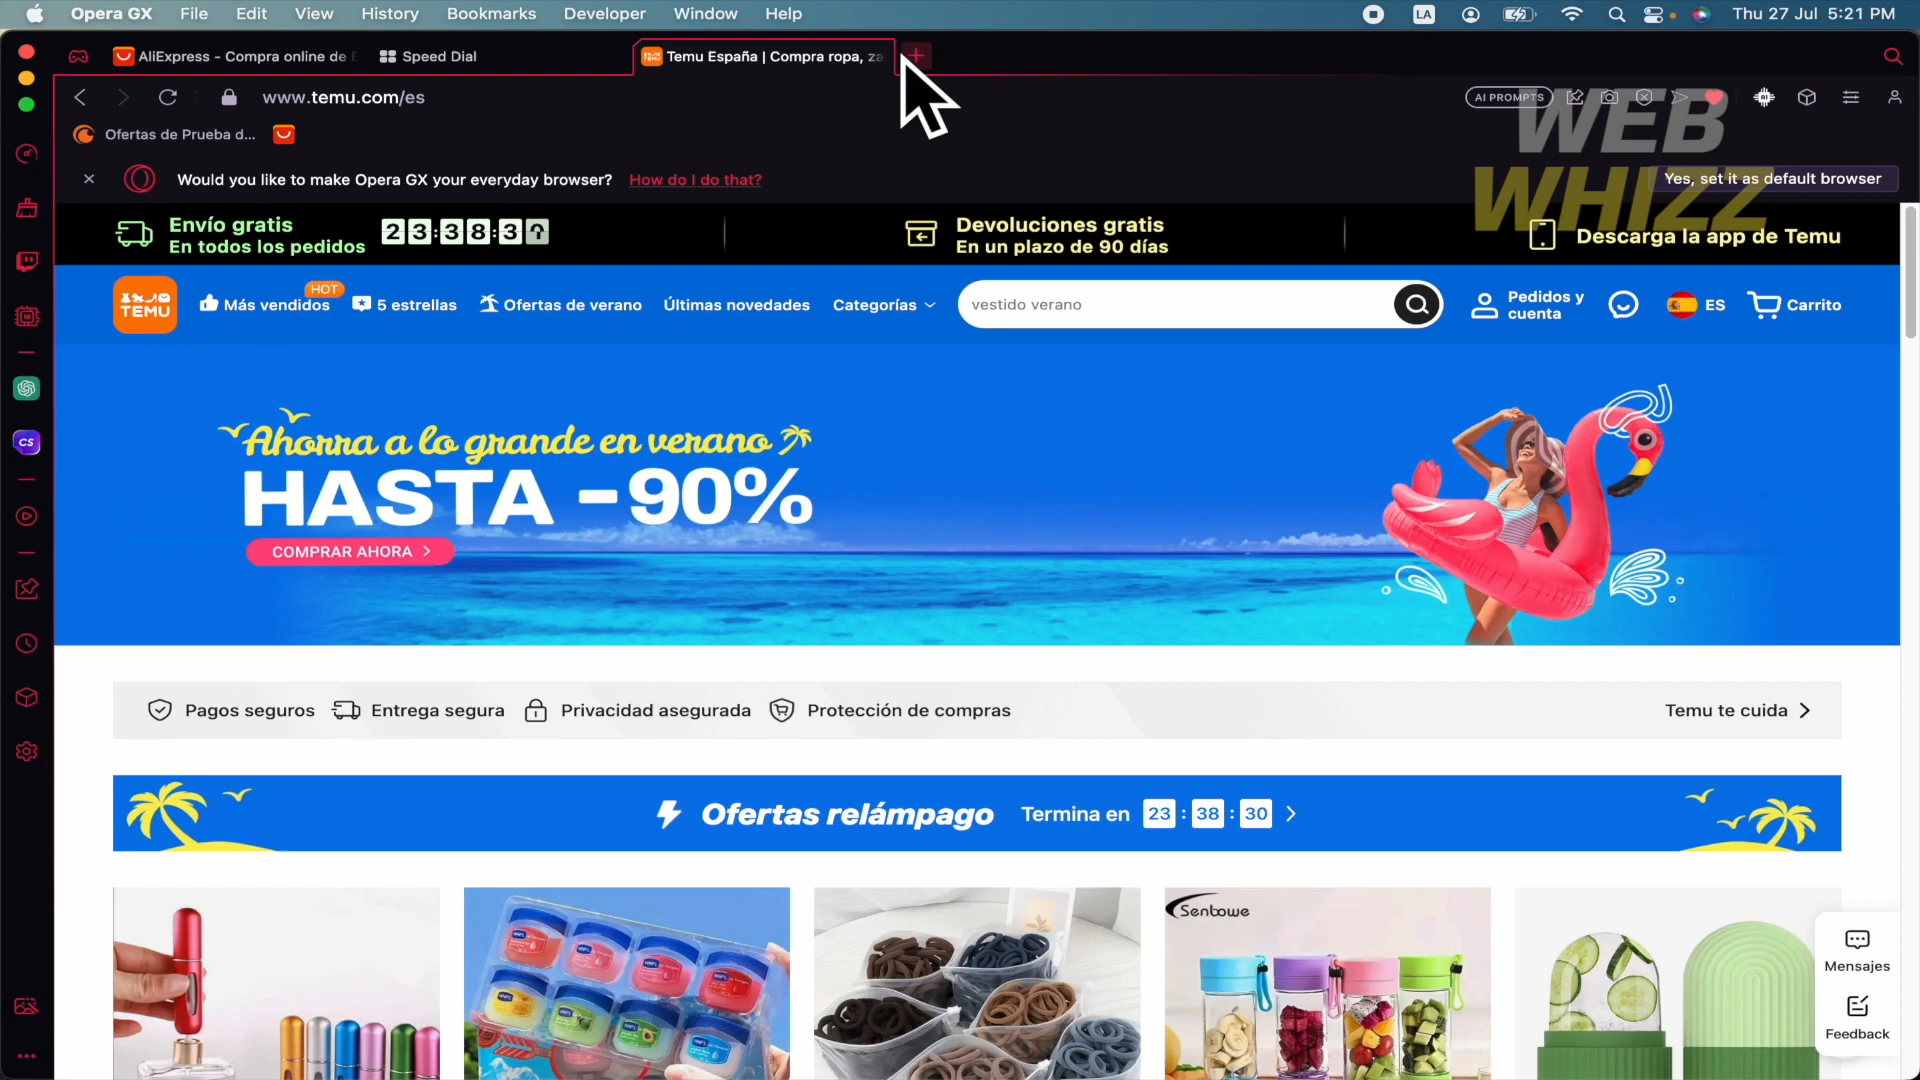 Opera GX File Edit View History Bookmarks Developer Window Help
LA
Thu 27 Jul 5:21 PM
AliExpress - Compra online de E
Speed Dial
Temu España | Compra ropa, za
www.temu.com/es
AI PROMPTS
Ofertas de Prueba d...
WEB
WHIZZ
Would you like to make Opera GX your everyday browser? How do I do that?
Yes, set it as default browser
Envío gratis
En todos los pedidos
23:38:3
Devoluciones gratis
En un plazo de 90 días
Descarga la app de Temu
TEMU
Más vendidos
HOT
5 estrellas
Ofertas de verano
Últimas novedades
Categorías
vestido verano
Pedidos y
cuenta
ES
Carrito
CS
Ahorra a lo grande en verano
HASTA -90%
COMPRAR AHORA >
Pagos seguros
Entrega segura
Privacidad asegurada
Protección de compras
Temu te cuida
Ofertas relámpago
Termina en 23 : 38 : 30
Senbowe
Mensajes
Feedback